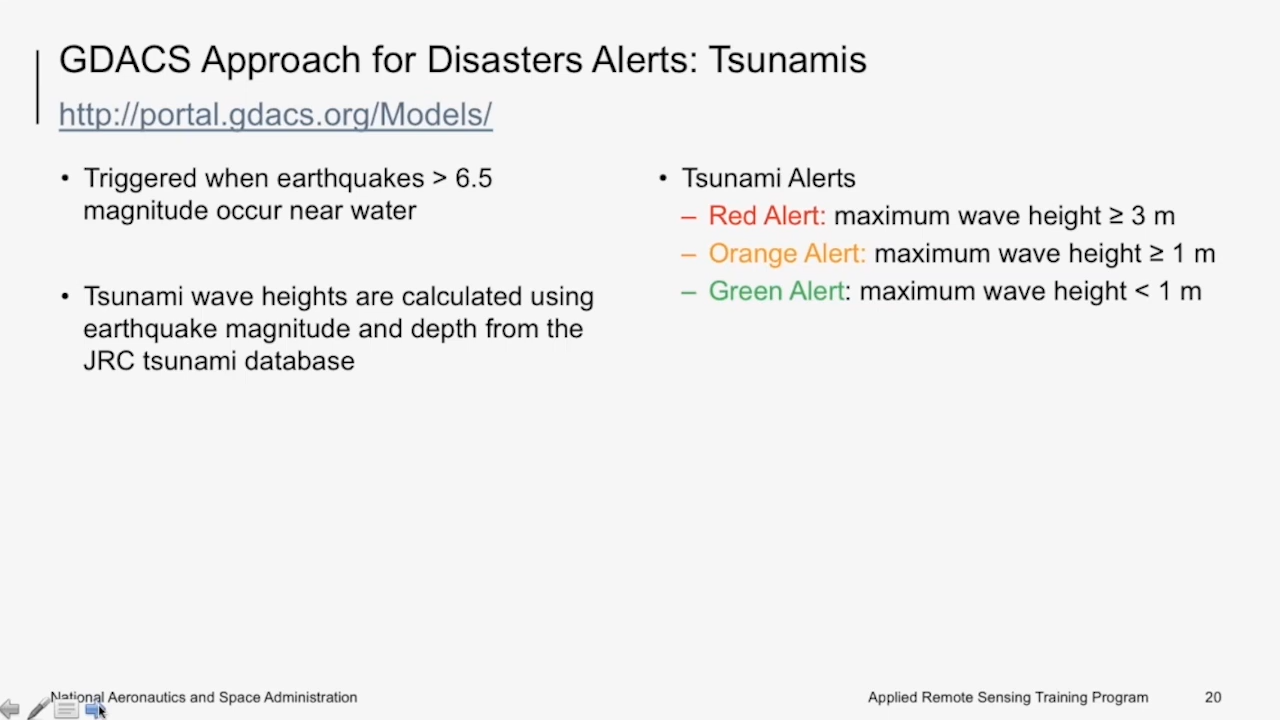 GDACS Approach for Disasters Alerts: Tsunamis
http://portal.gdacs.org/Models/
• Triggered when earthquakes > 6.5
magnitude occur near water
• Tsunami wave heights are calculated using
earthquake magnitude and depth from the
JRC tsunami database
• Tsunami Alerts
– Red Alert: maximum wave height ≥ 3 m
– Orange Alert: maximum wave height ≥ 1 m
– Green Alert: maximum wave height < 1 m
National Aeronautics and Space Administration
Applied Remote Sensing Training Program
20